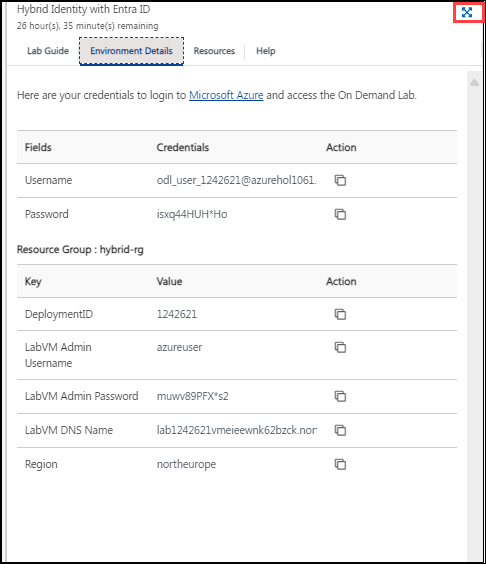 Hybrid Identity with Entra ID
26 hour(s), 35 minute(s) remaining
Lab Guide Environment Details Resources Help
Here are your credentials to login to Microsoft Azure and access the On Demand Lab.
Fields Credentials Action
Username odl_user_1242621@azurehol1061.
Password isxq44HUH*Ho
Resource Group : hybrid-rg
Key Value Action
DeploymentID 1242621
LabVM Admin azureuser
Username
LabVM Admin Password muwv89PFX*s2
LabVM DNS Name lab1242621vmeieewnk62bzck.nor
Region northeurope